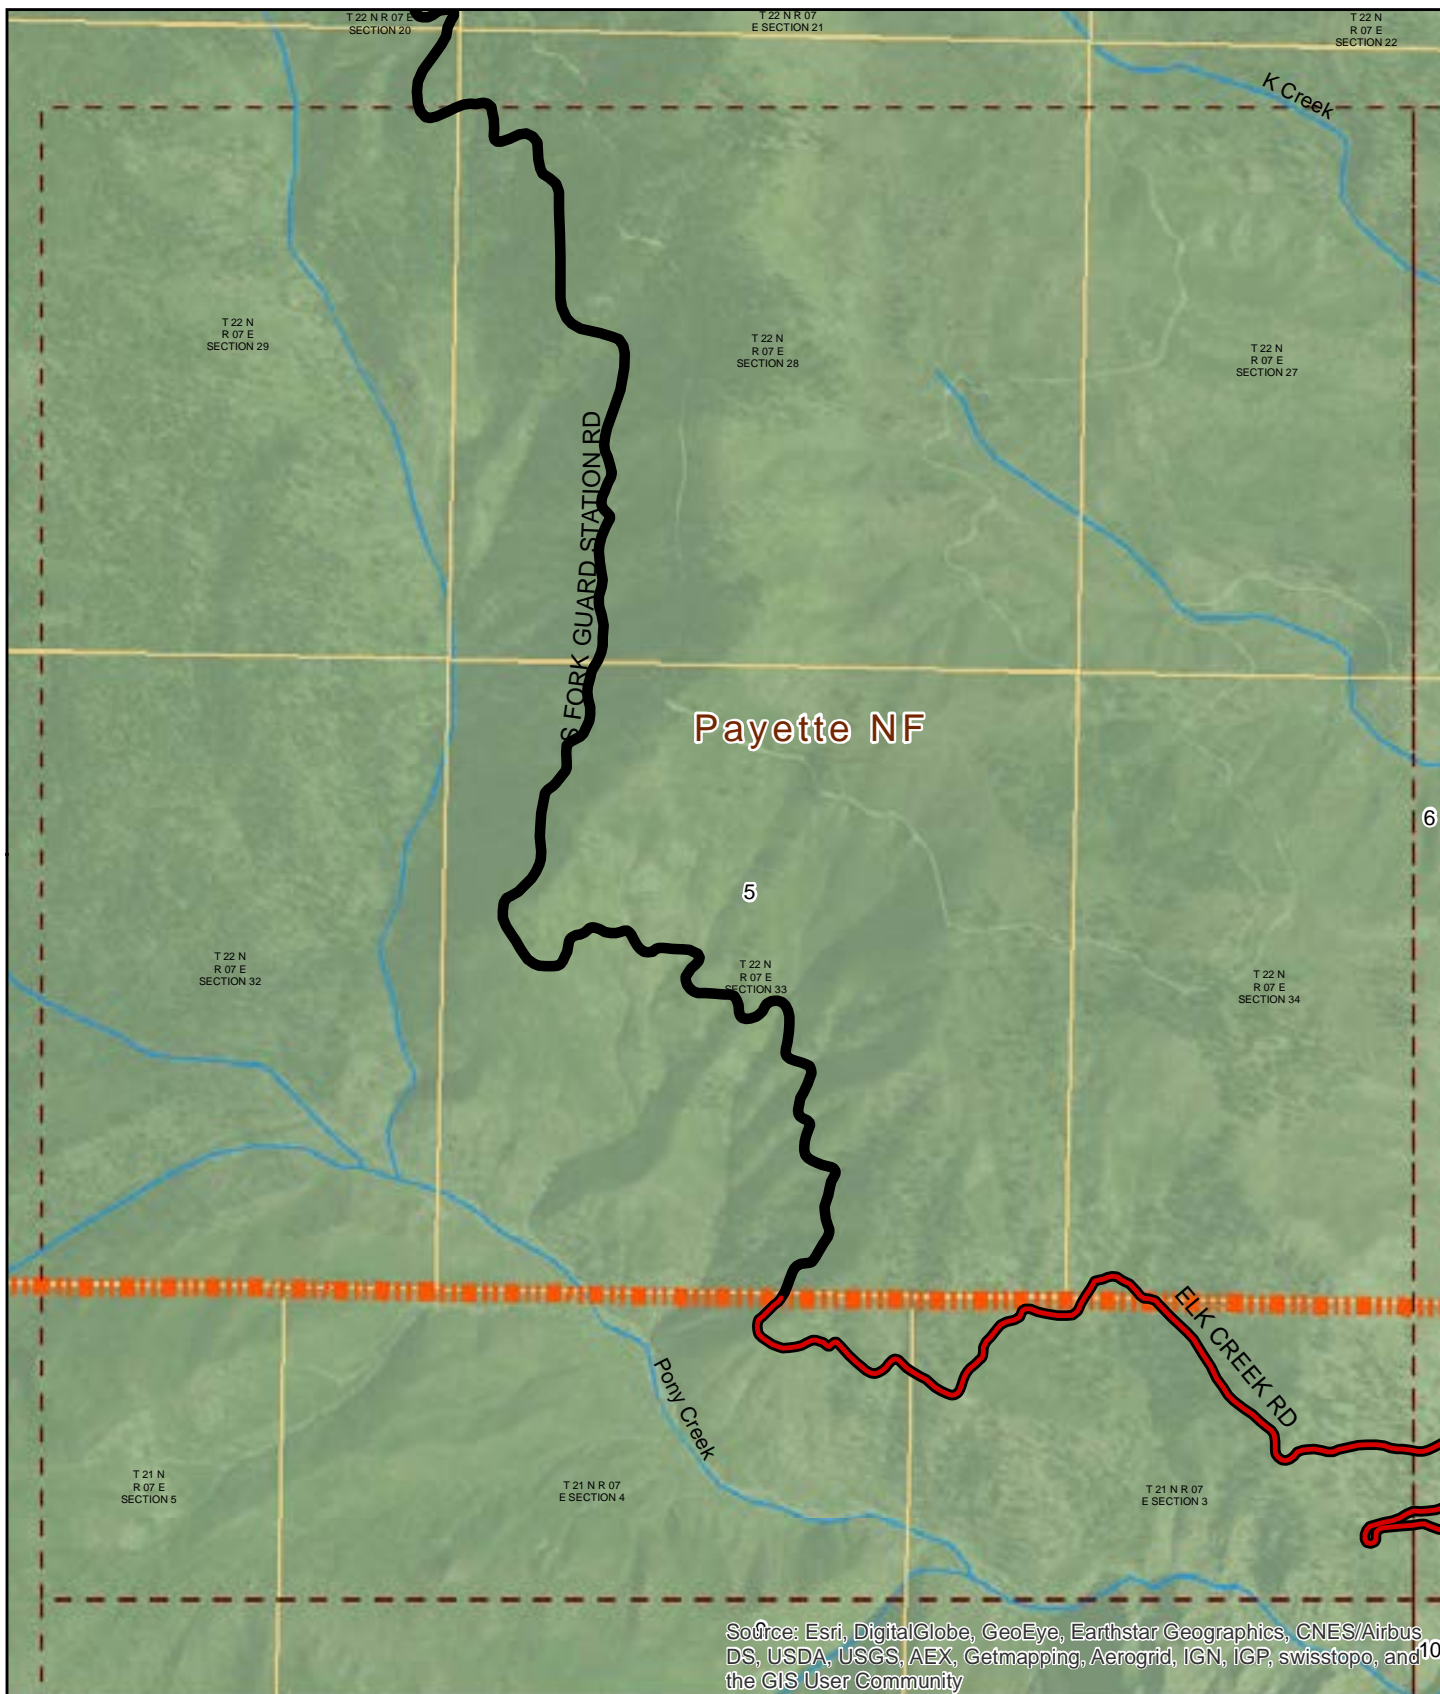 T 22 N R 07 E
SECTION 20
T 22 N R 07
E SECTION 21
T 22 N
R 07 E
SECTION 22
K Creek
T 22 N
R 07 E
SECTION 29
T 22 N
R 07 E
SECTION 28
T 22 N
R 07 E
SECTION 27
S FORK GUARD STATION RD
Payette NF
6
5
T 22 N
R 07 E
SECTION 32
T 22 N
R 07 E
SECTION 33
T 22 N
R 07 E
SECTION 34
ELK CREEK RD
Pony Creek
T 21 N
R 07 E
SECTION 5
T 21 N R 07
E SECTION 4
T 21 N R 07
E SECTION 3
Source: Esri, DigitalGlobe, GeoEye, Earthstar Geographics, CNES/Airbus
DS, USDA, USGS, AEX, Getmapping, Aerogrid, IGN, IGP, swisstopo, and
the GIS User Community
10